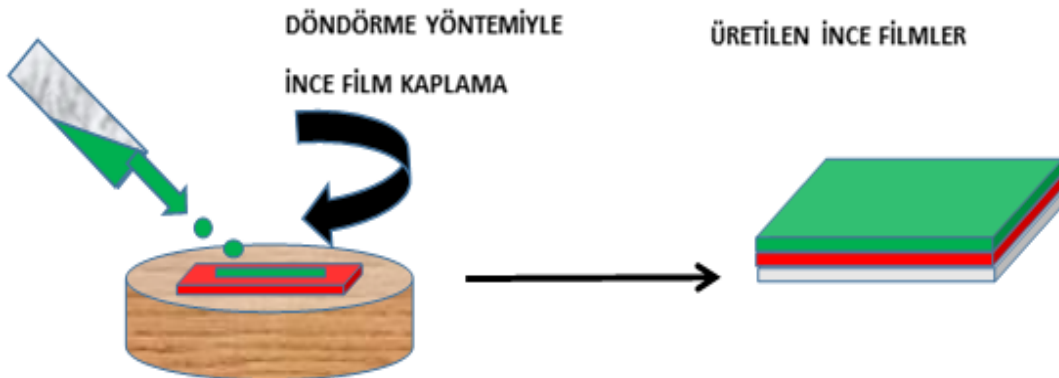 DÖNDÖRME YÖNTEMİYLE
İNCE FİLM KAPLAMA
ÜRETİLEN İNCE FİLMLER